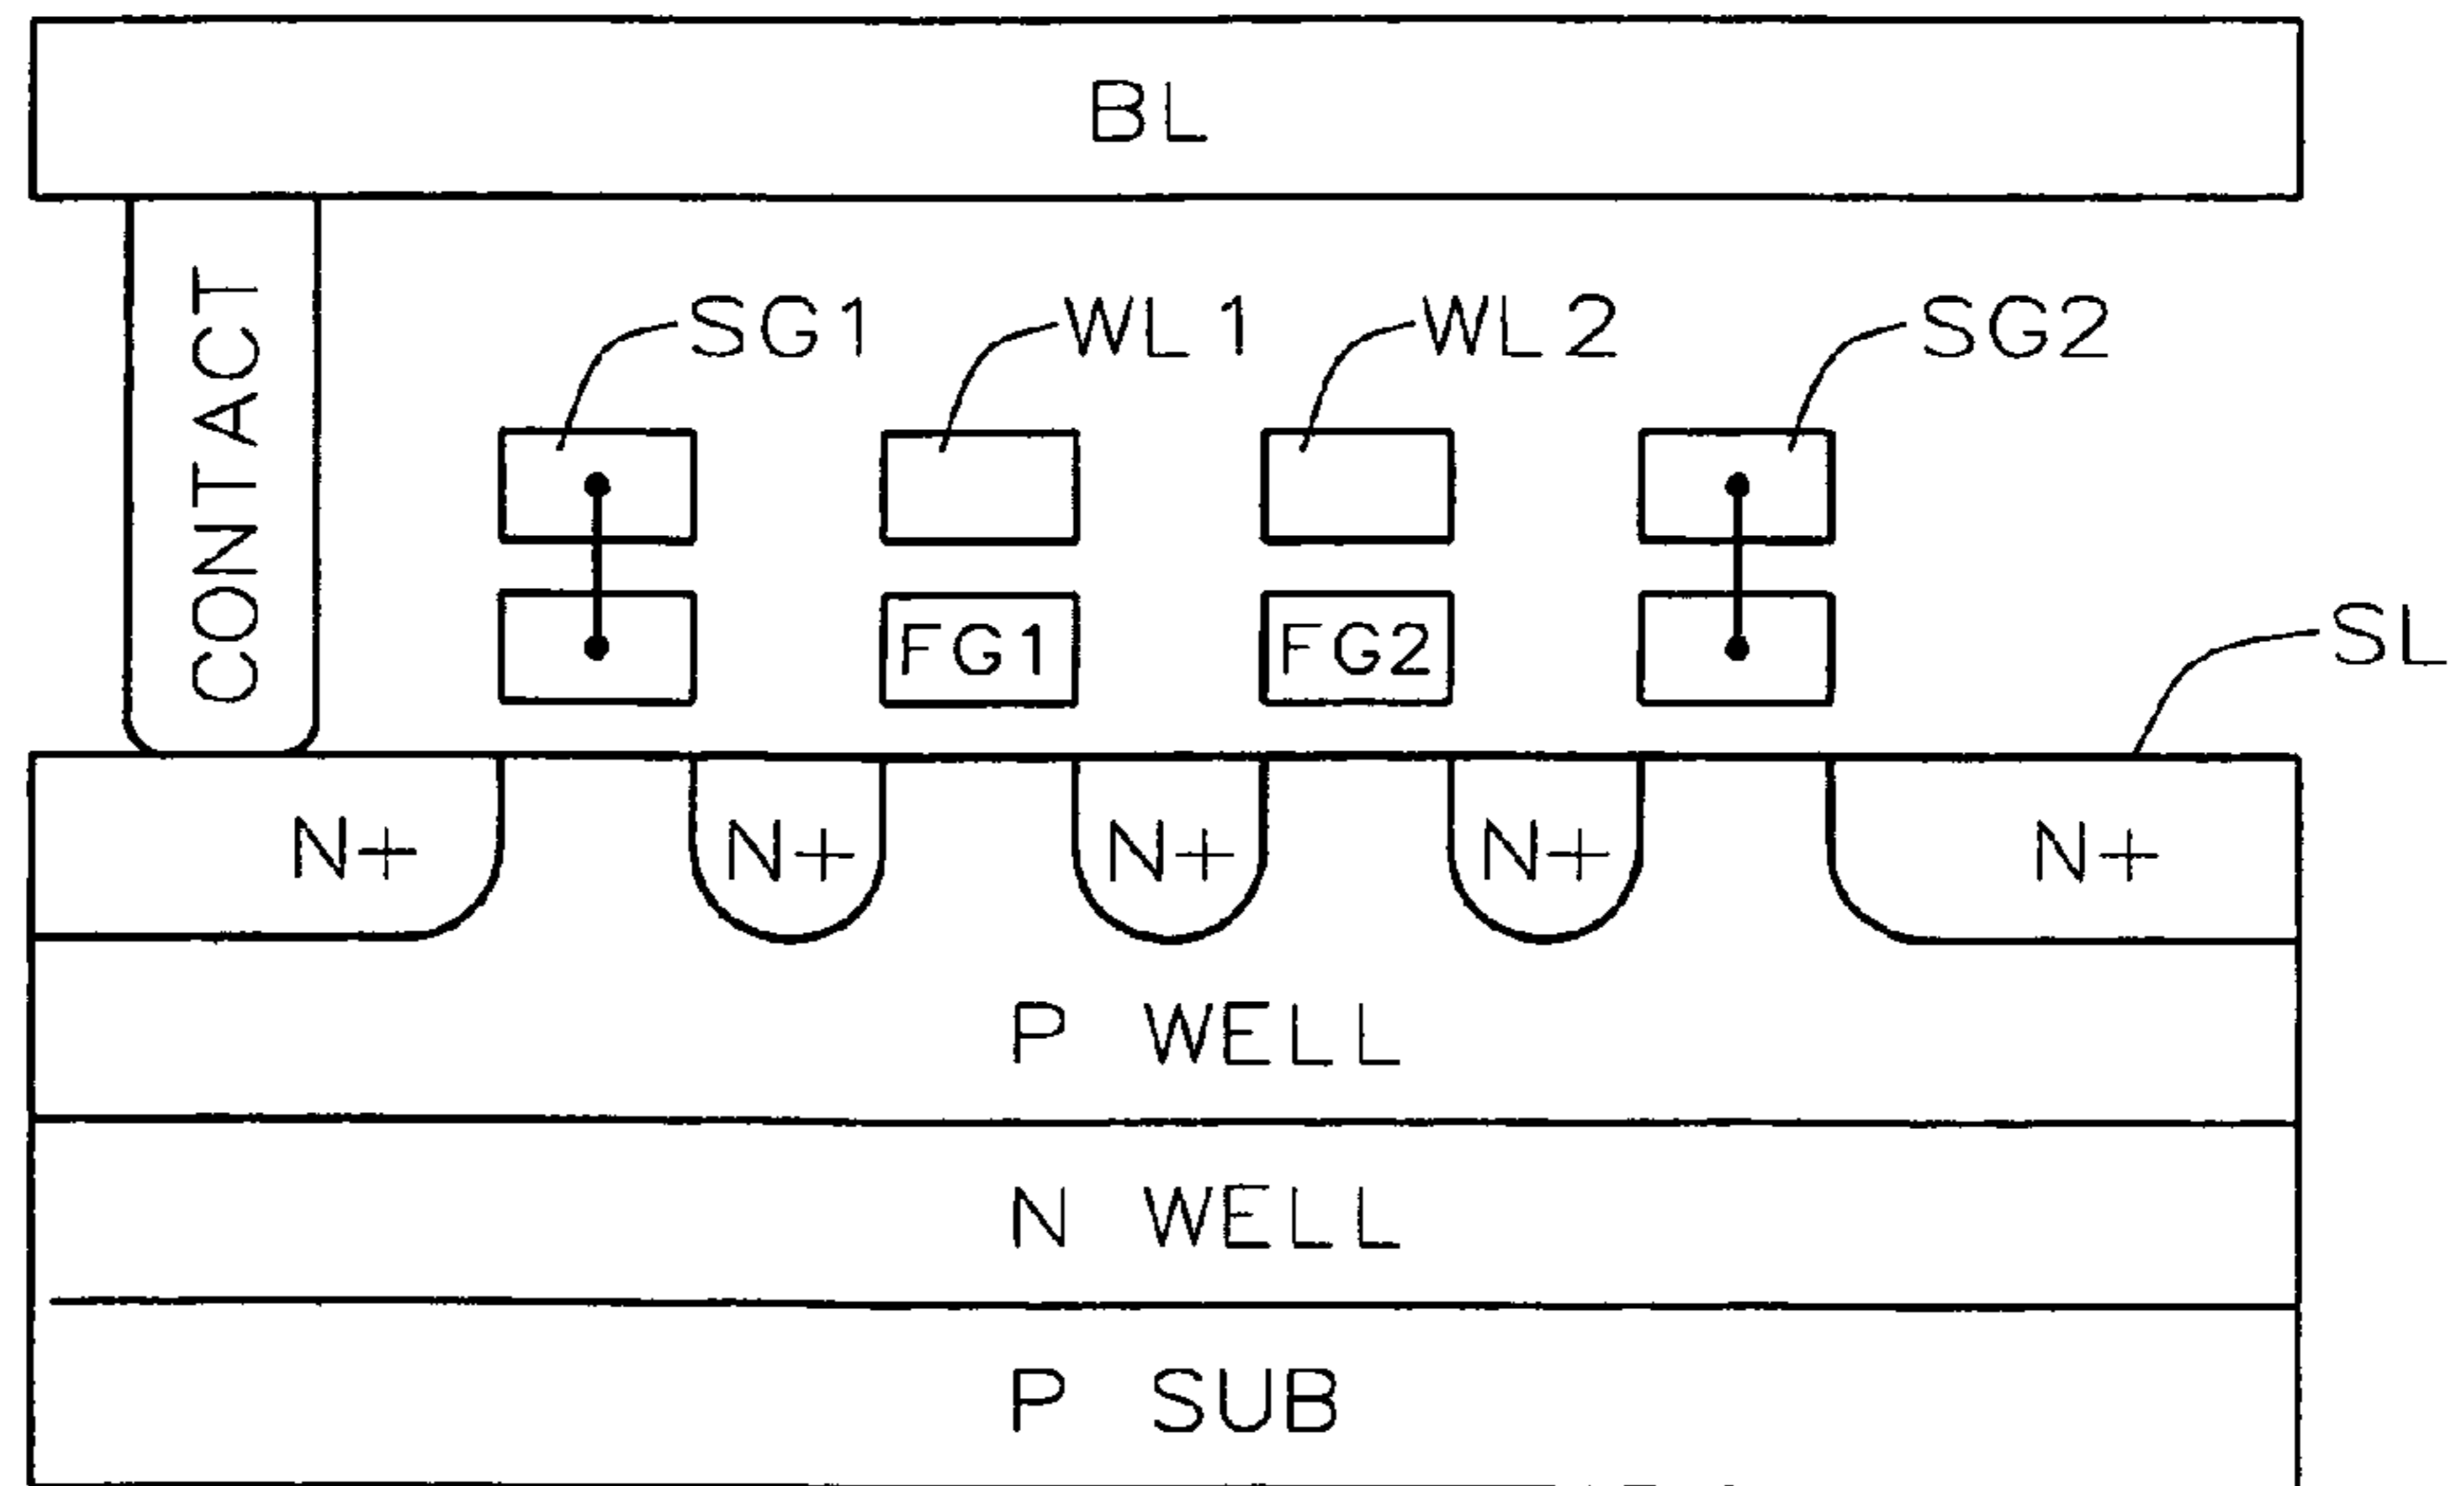 BL
CONTACT
SG1 WL1 WL2 SG2
FG1 FG2
SL
N+ N+ N+ N+ N+
P WELL
N WELL
P SUB